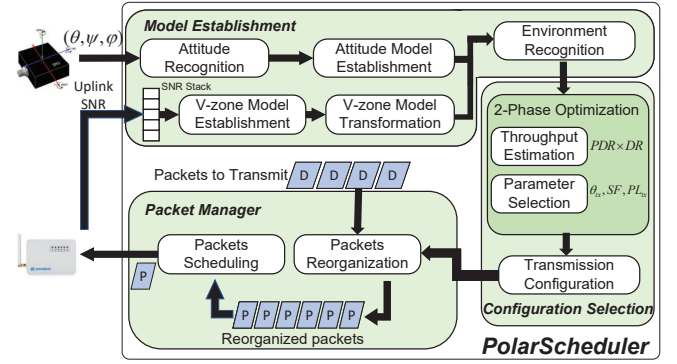 Model Establishment
(θ,ψ,φ)
Attitude
Recognition
Attitude Model
Establishment
Environment
Recognition
Uplink
SNR
SNR Stack
V-zone Model
Establishment
V-zone Model
Transformation
2-Phase Optimization
Throughput
Estimation
PDR×DR
Parameter
Selection
θtx, SF, PLtx
Packets to Transmit
D D D D
Packet Manager
Packets
Scheduling
Packets
Reorganization
Transmission
Configuration
P
P P P P P P
Reorganized packets
Configuration Selection
PolarScheduler